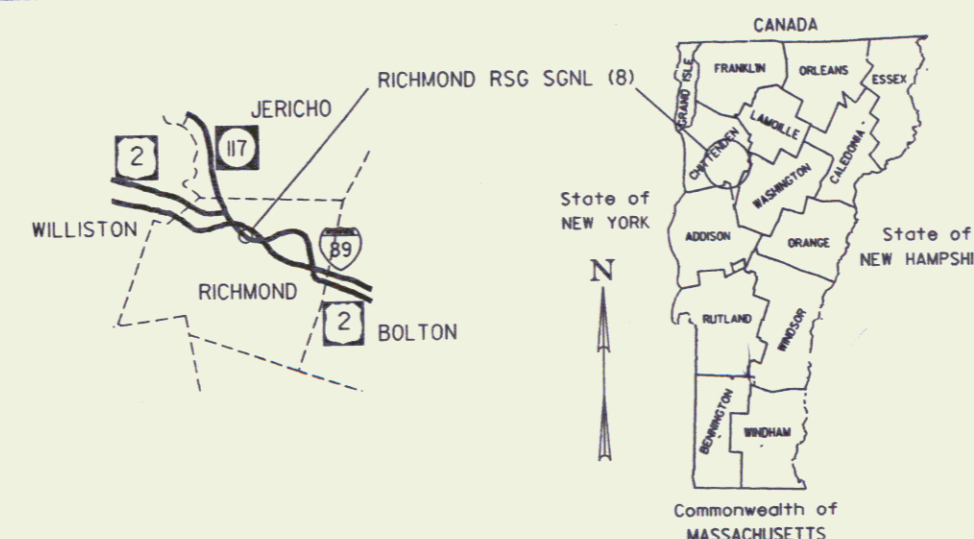 CANADA
RICHMOND RSG SGNL (8)
JERICHO
117
2
WILLISTON
89
RICHMOND
2
BOLTON
GRAND ISLE
FRANKLIN
ORLEANS
ESSEX
LAMOILLE
CHITTENDEN
CALEDONIA
WASHINGTON
State of
NEW YORK
ADDISON
ORANGE
State of
NEW HAMPSHI
N
RUTLAND
WINDSOR
BENNINGTON
WINDHAM
Commonwealth of
MASSACHUSETTS